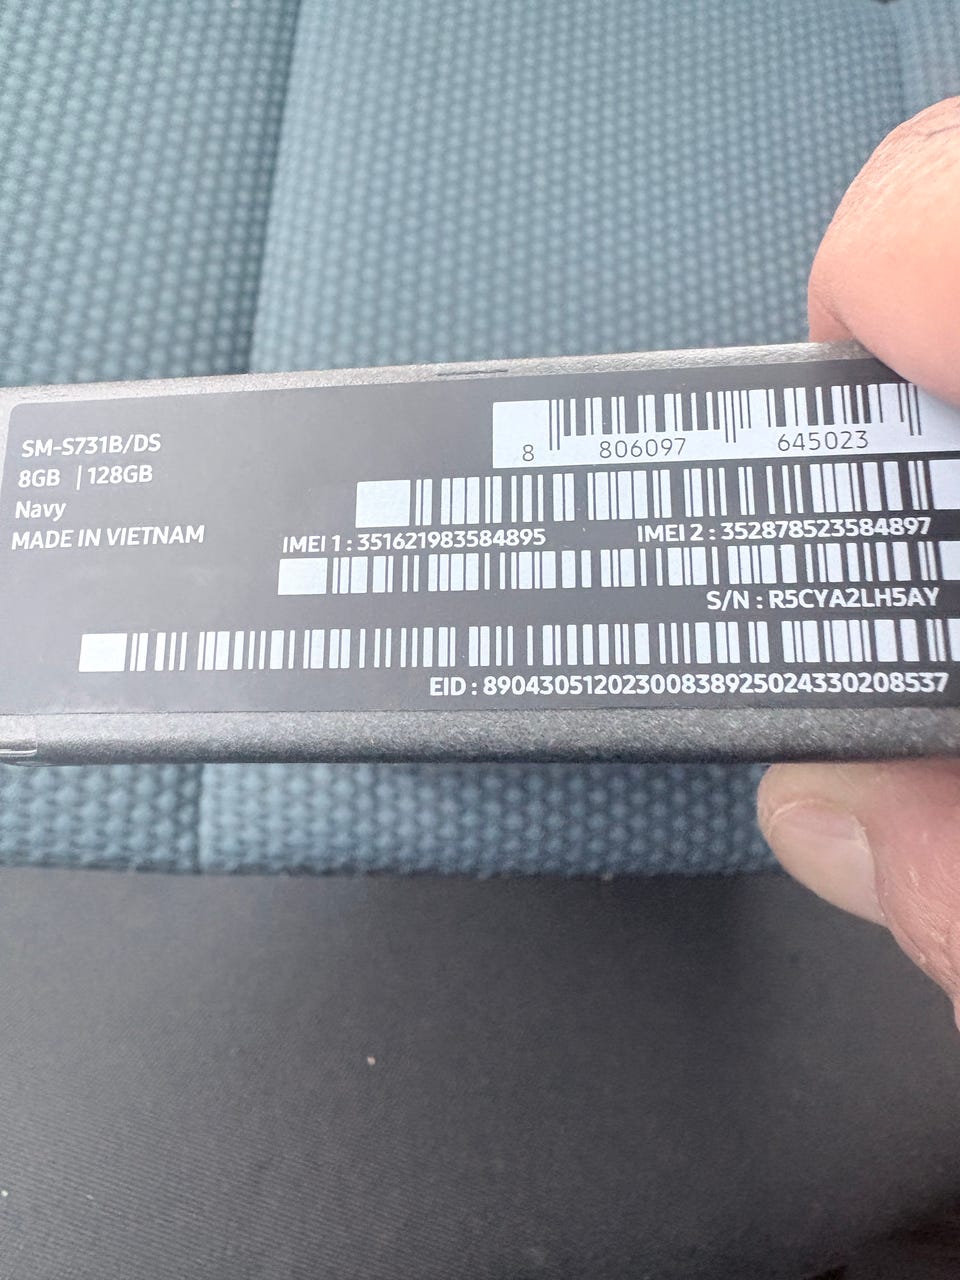 SM-S731B/DS
8GB | 128GB
Navy
MADE IN VIETNAM
8 806097 645023
IMEI 1 : 351621983584895 IMEI 2 : 352878523584897
S/N : R5CYA2LH5AY
EID : 89043051202300838925024330208537